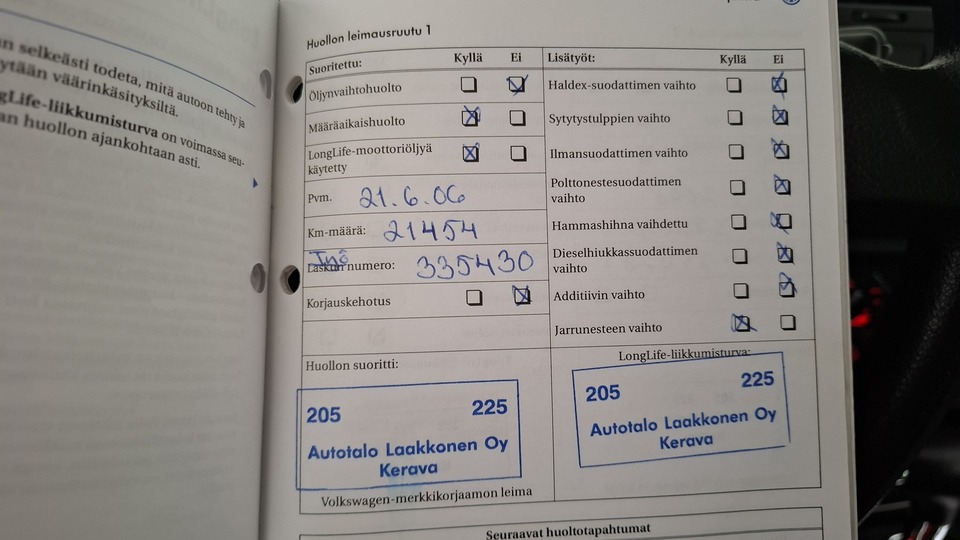 n selkeästi todeta, mitä autoon tehty ja
ytään väärinkäsityksiltä.
gLife-liikkumisturva on voimassa seu-
an huollon ajankohtaan asti.
Huollon leimausruutu 1
Suoritettu: Kyllä Ei
Öljynvaihtohuolto
Määräaikaishuolto
LongLife-moottoriöljyä
käytetty
Pvm. 21.6.06
Km-määrä: 21454
Laskun numero: 335430
Korjauskehotus
Huollon suoritti:
205 225
Autotalo Laakkonen Oy
Kerava
Volkswagen-merkkikorjaamon leima
Lisätyöt: Kyllä Ei
Haldex-suodattimen vaihto
Sytytystulppien vaihto
Ilmansuodattimen vaihto
Polttonestesuodattimen
vaihto
Hammashihna vaihdettu
Dieselhiukkassuodattimen
vaihto
Additiivin vaihto
Jarrunesteen vaihto
LongLife-liikkumisturva:
205 225
Autotalo Laakkonen Oy
Kerava
Seuraavat huoltotapahtumat